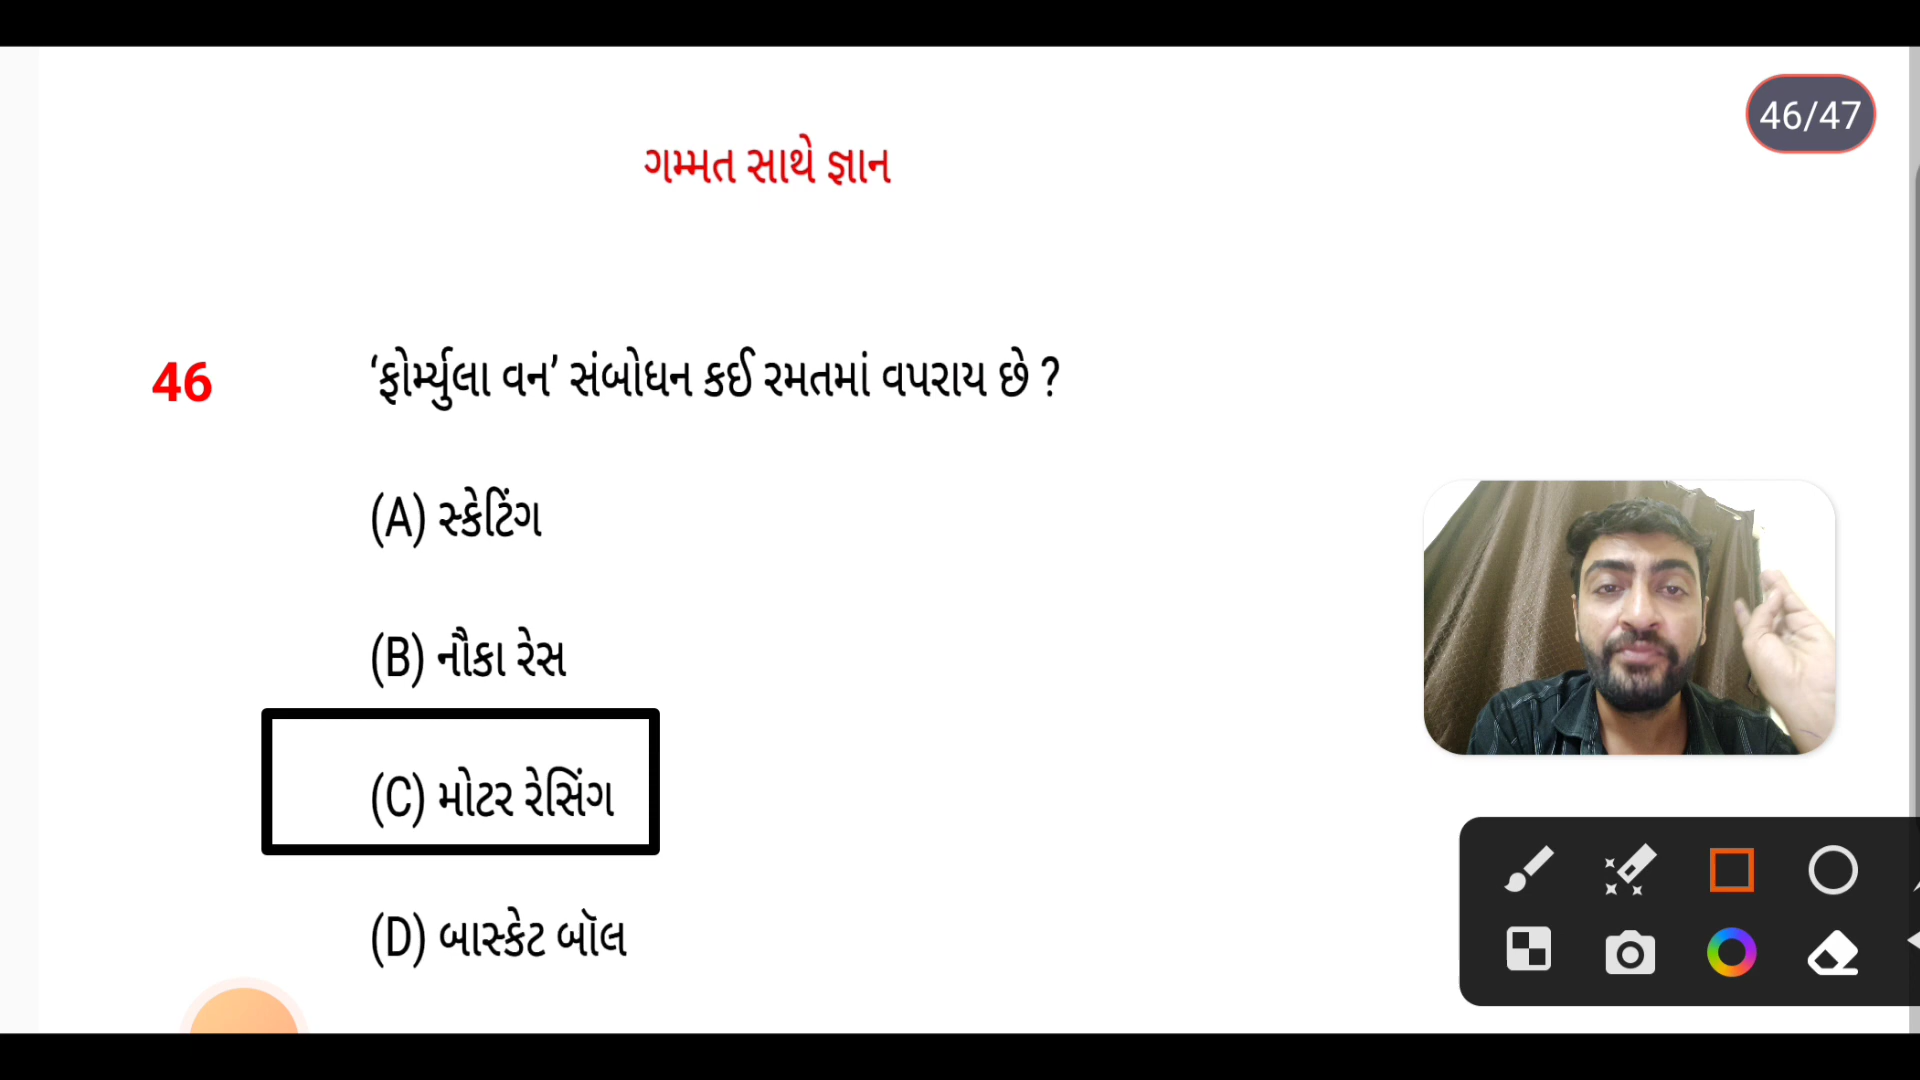 46/47
ગમ્મત સાથે જ્ઞાન
46 ‘ફોર્મ્યુલા વન’ સંબોધન કઈ રમતમાં વપરાય છે ?
(A) સ્કેટિંગ
(B) નૌકા રેસ
(C) મોટર રેસિંગ
(D) બાસ્કેટ બૉલ